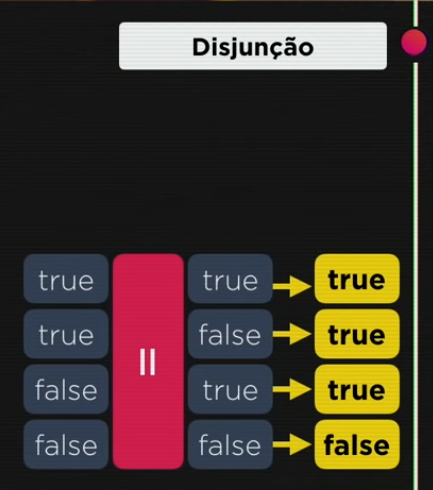 Disjunção
true || true true
true false true
false true true
false false false